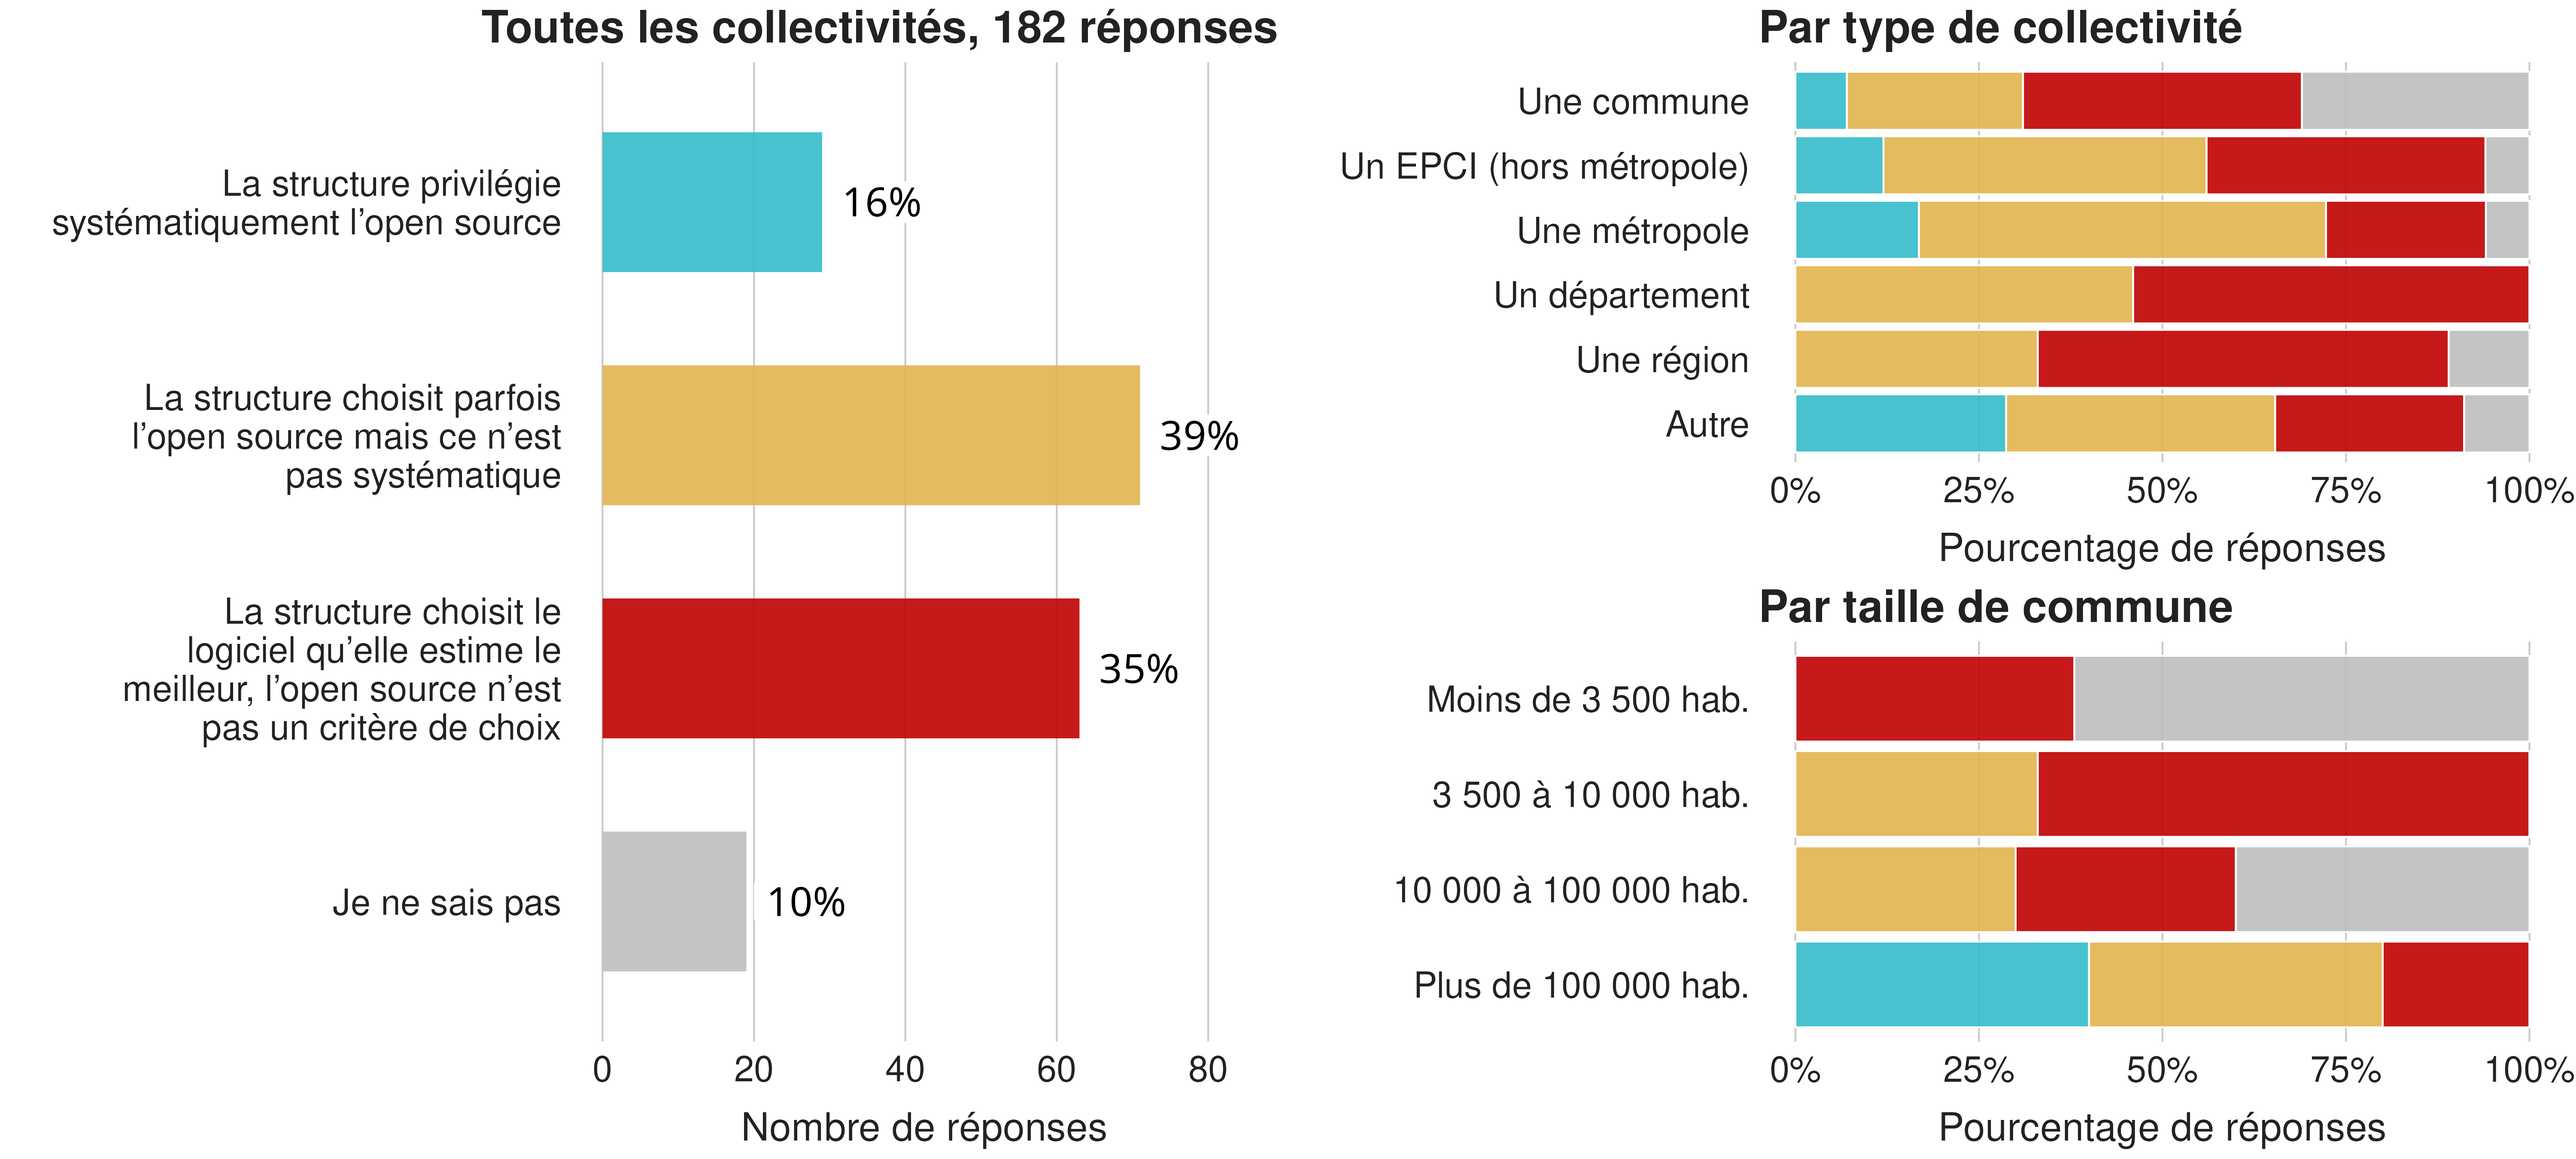 Toutes les collectivités, 182 réponses
La structure privilégie
systématiquement l’open source
16%
La structure choisit parfois
l’open source mais ce n’est
pas systématique
39%
La structure choisit le
logiciel qu’elle estime le
meilleur, l’open source n’est
pas un critère de choix
35%
Je ne sais pas
10%
0 20 40 60 80
Nombre de réponses
Par type de collectivité
Une commune
Un EPCI (hors métropole)
Une métropole
Un département
Une région
Autre
0% 25% 50% 75% 100%
Pourcentage de réponses
Par taille de commune
Moins de 3 500 hab.
3 500 à 10 000 hab.
10 000 à 100 000 hab.
Plus de 100 000 hab.
0% 25% 50% 75% 100%
Pourcentage de réponses